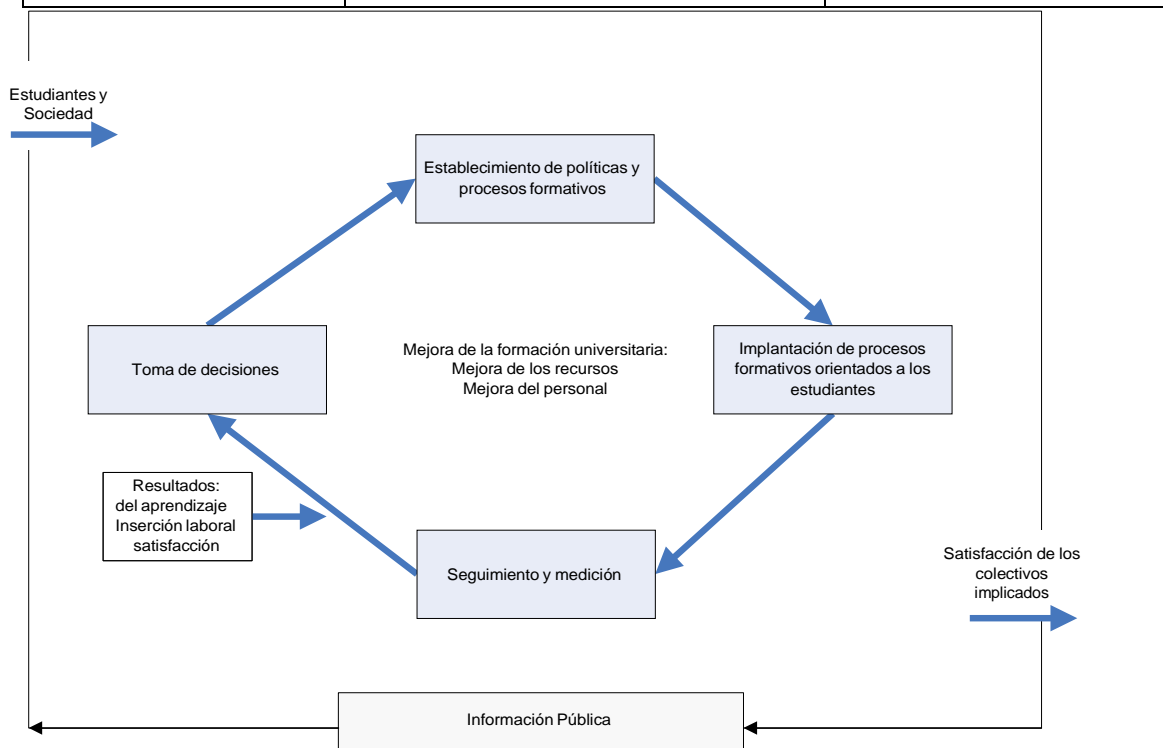 Estudiantes y
Sociedad
Establecimiento de políticas y
procesos formativos
Toma de decisiones
Mejora de la formación universitaria:
Mejora de los recursos
Mejora del personal
Implantación de procesos
formativos orientados a los
estudiantes
Resultados:
del aprendizaje
Inserción laboral
satisfacción
Seguimiento y medición
Satisfacción de los
colectivos
implicados
Información Pública